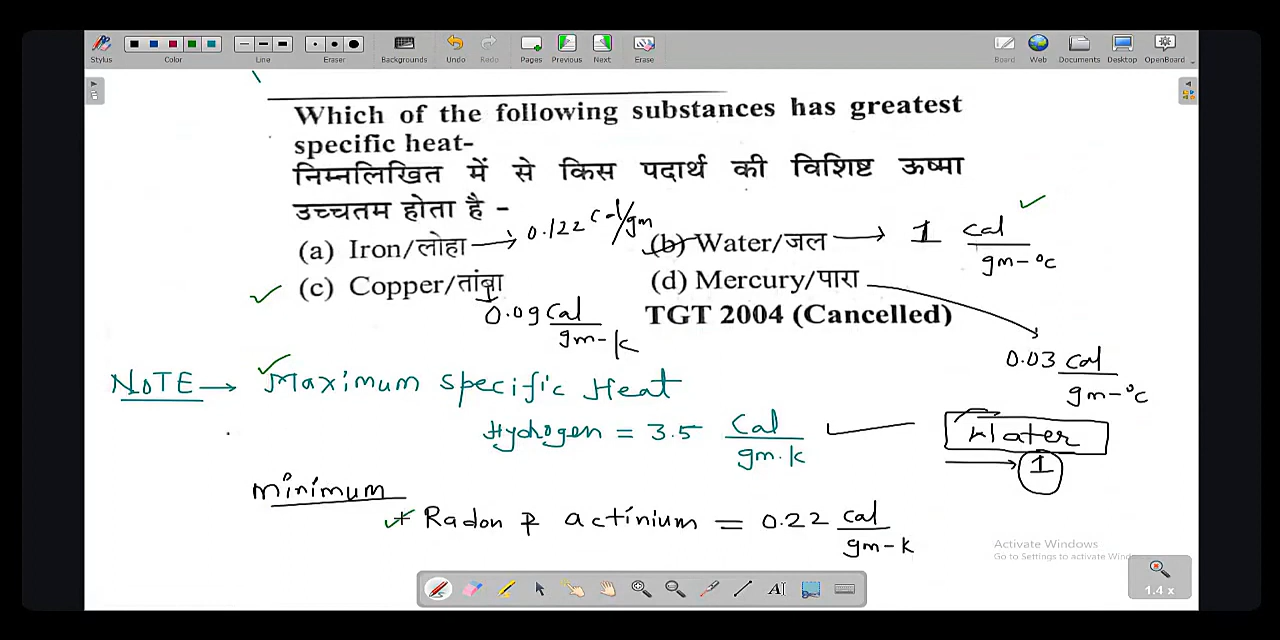 Stylus
Color
Line
Eraser
Backgrounds
Undo
Redo
Pages
Previous
Next
Erase
Board
Web
Documents
Desktop
OpenBoard
Which of the following substances has greatest
specific heat-
निम्नलिखित में से किस पदार्थ की विशिष्ट ऊष्मा
उच्चतम होता है -
(a) Iron/लोहा → 0.122 Cal/gm
(b) Water/जल → 1 Cal/gm-°C
(c) Copper/तांबा 0.09 Cal/gm-k
(d) Mercury/पारा 0.03 Cal/gm-°C
TGT 2004 (Cancelled)
NOTE → Maximum Specific Heat
Hydrogen = 3.5 Cal/gm.k
Water
1
minimum
Radon & actinium = 0.22 Cal/gm-k
Activate Windows
Go to Settings to activate Wind
1.4 x